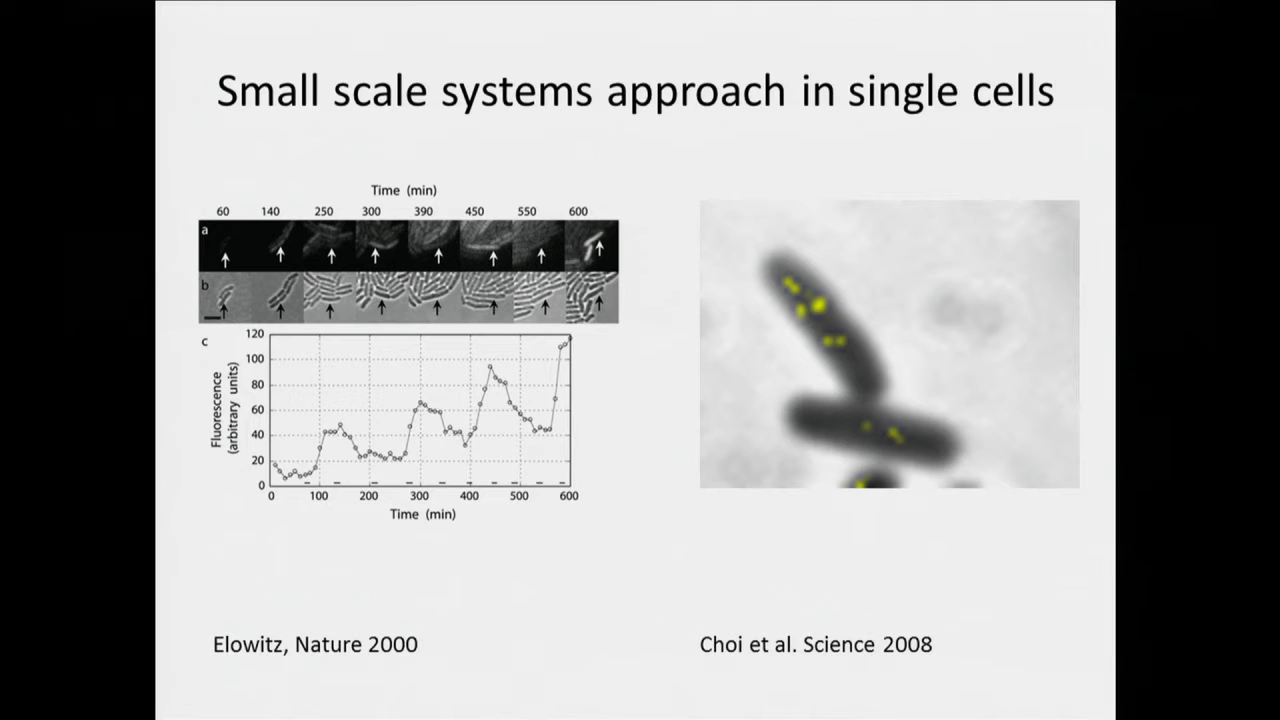 Small scale systems approach in single cells
Time (min)
60 140 250 300 390 450 550 600
a
b
c
Fluorescence
(arbitrary units)
120
100
80
60
40
20
0
0 100 200 300 400 500 600
Time (min)
Elowitz, Nature 2000
Choi et al. Science 2008